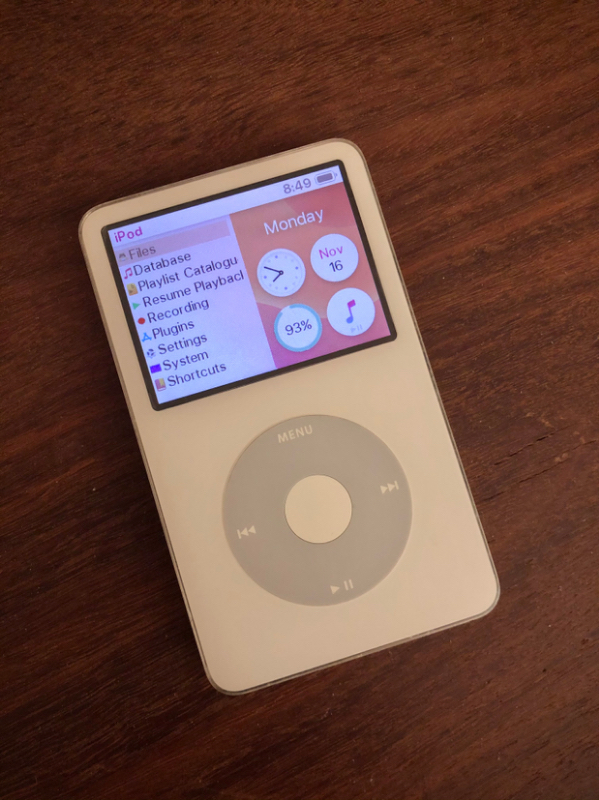 iPod
8:49
Files
Database
Playlist Catalogu
Resume Playbacl
Recording
Plugins
Settings
System
Shortcuts
Monday
Nov
16
93%
MENU